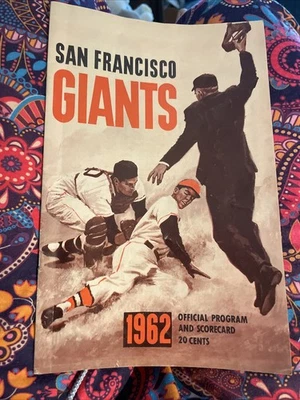 SAN FRANCISCO
GIANTS
1962
OFFICIAL PROGRAM
AND SCORECARD
20 CENTS